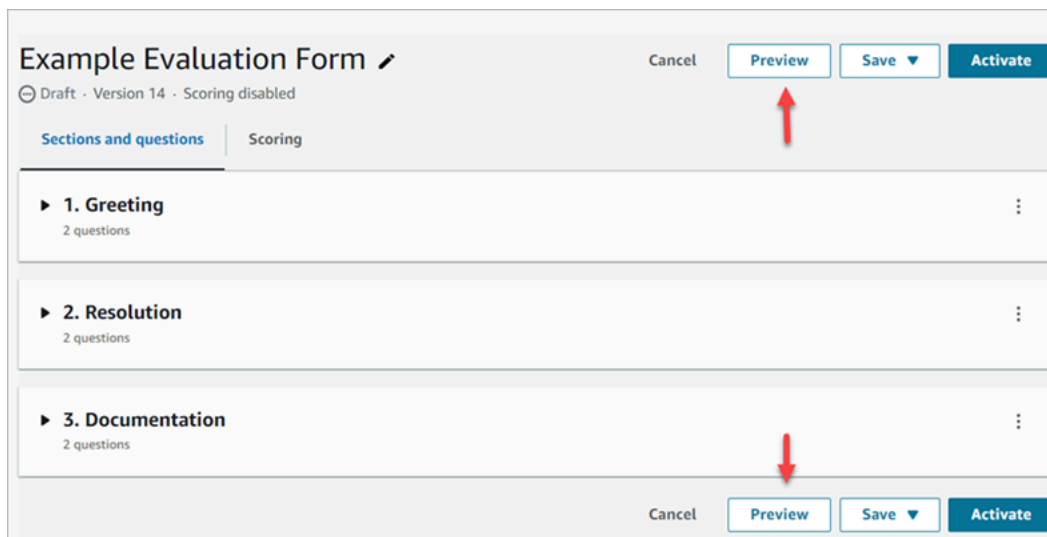 Example Evaluation Form
Cancel Preview Save Activate
Draft · Version 14 · Scoring disabled
Sections and questions Scoring
1. Greeting
2 questions
2. Resolution
2 questions
3. Documentation
2 questions
Cancel Preview Save Activate